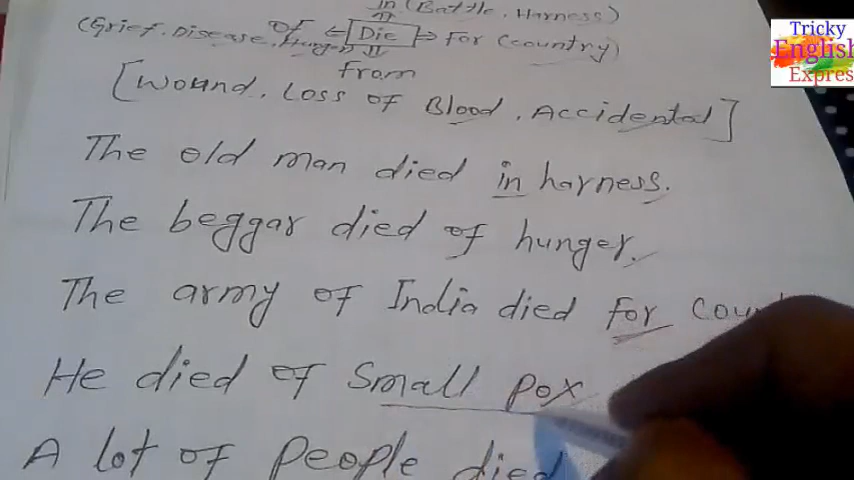 in (Battle, Harness)
(Grief, Disease, Hunger) of ⇐ Die ⇒ For (country)
From
[Wound, Loss of Blood, Accidental]
The old man died in harness.
The beggar died of hunger.
The army of India died for
He died of Small pox
A lot of people died
Tricky
English
Express